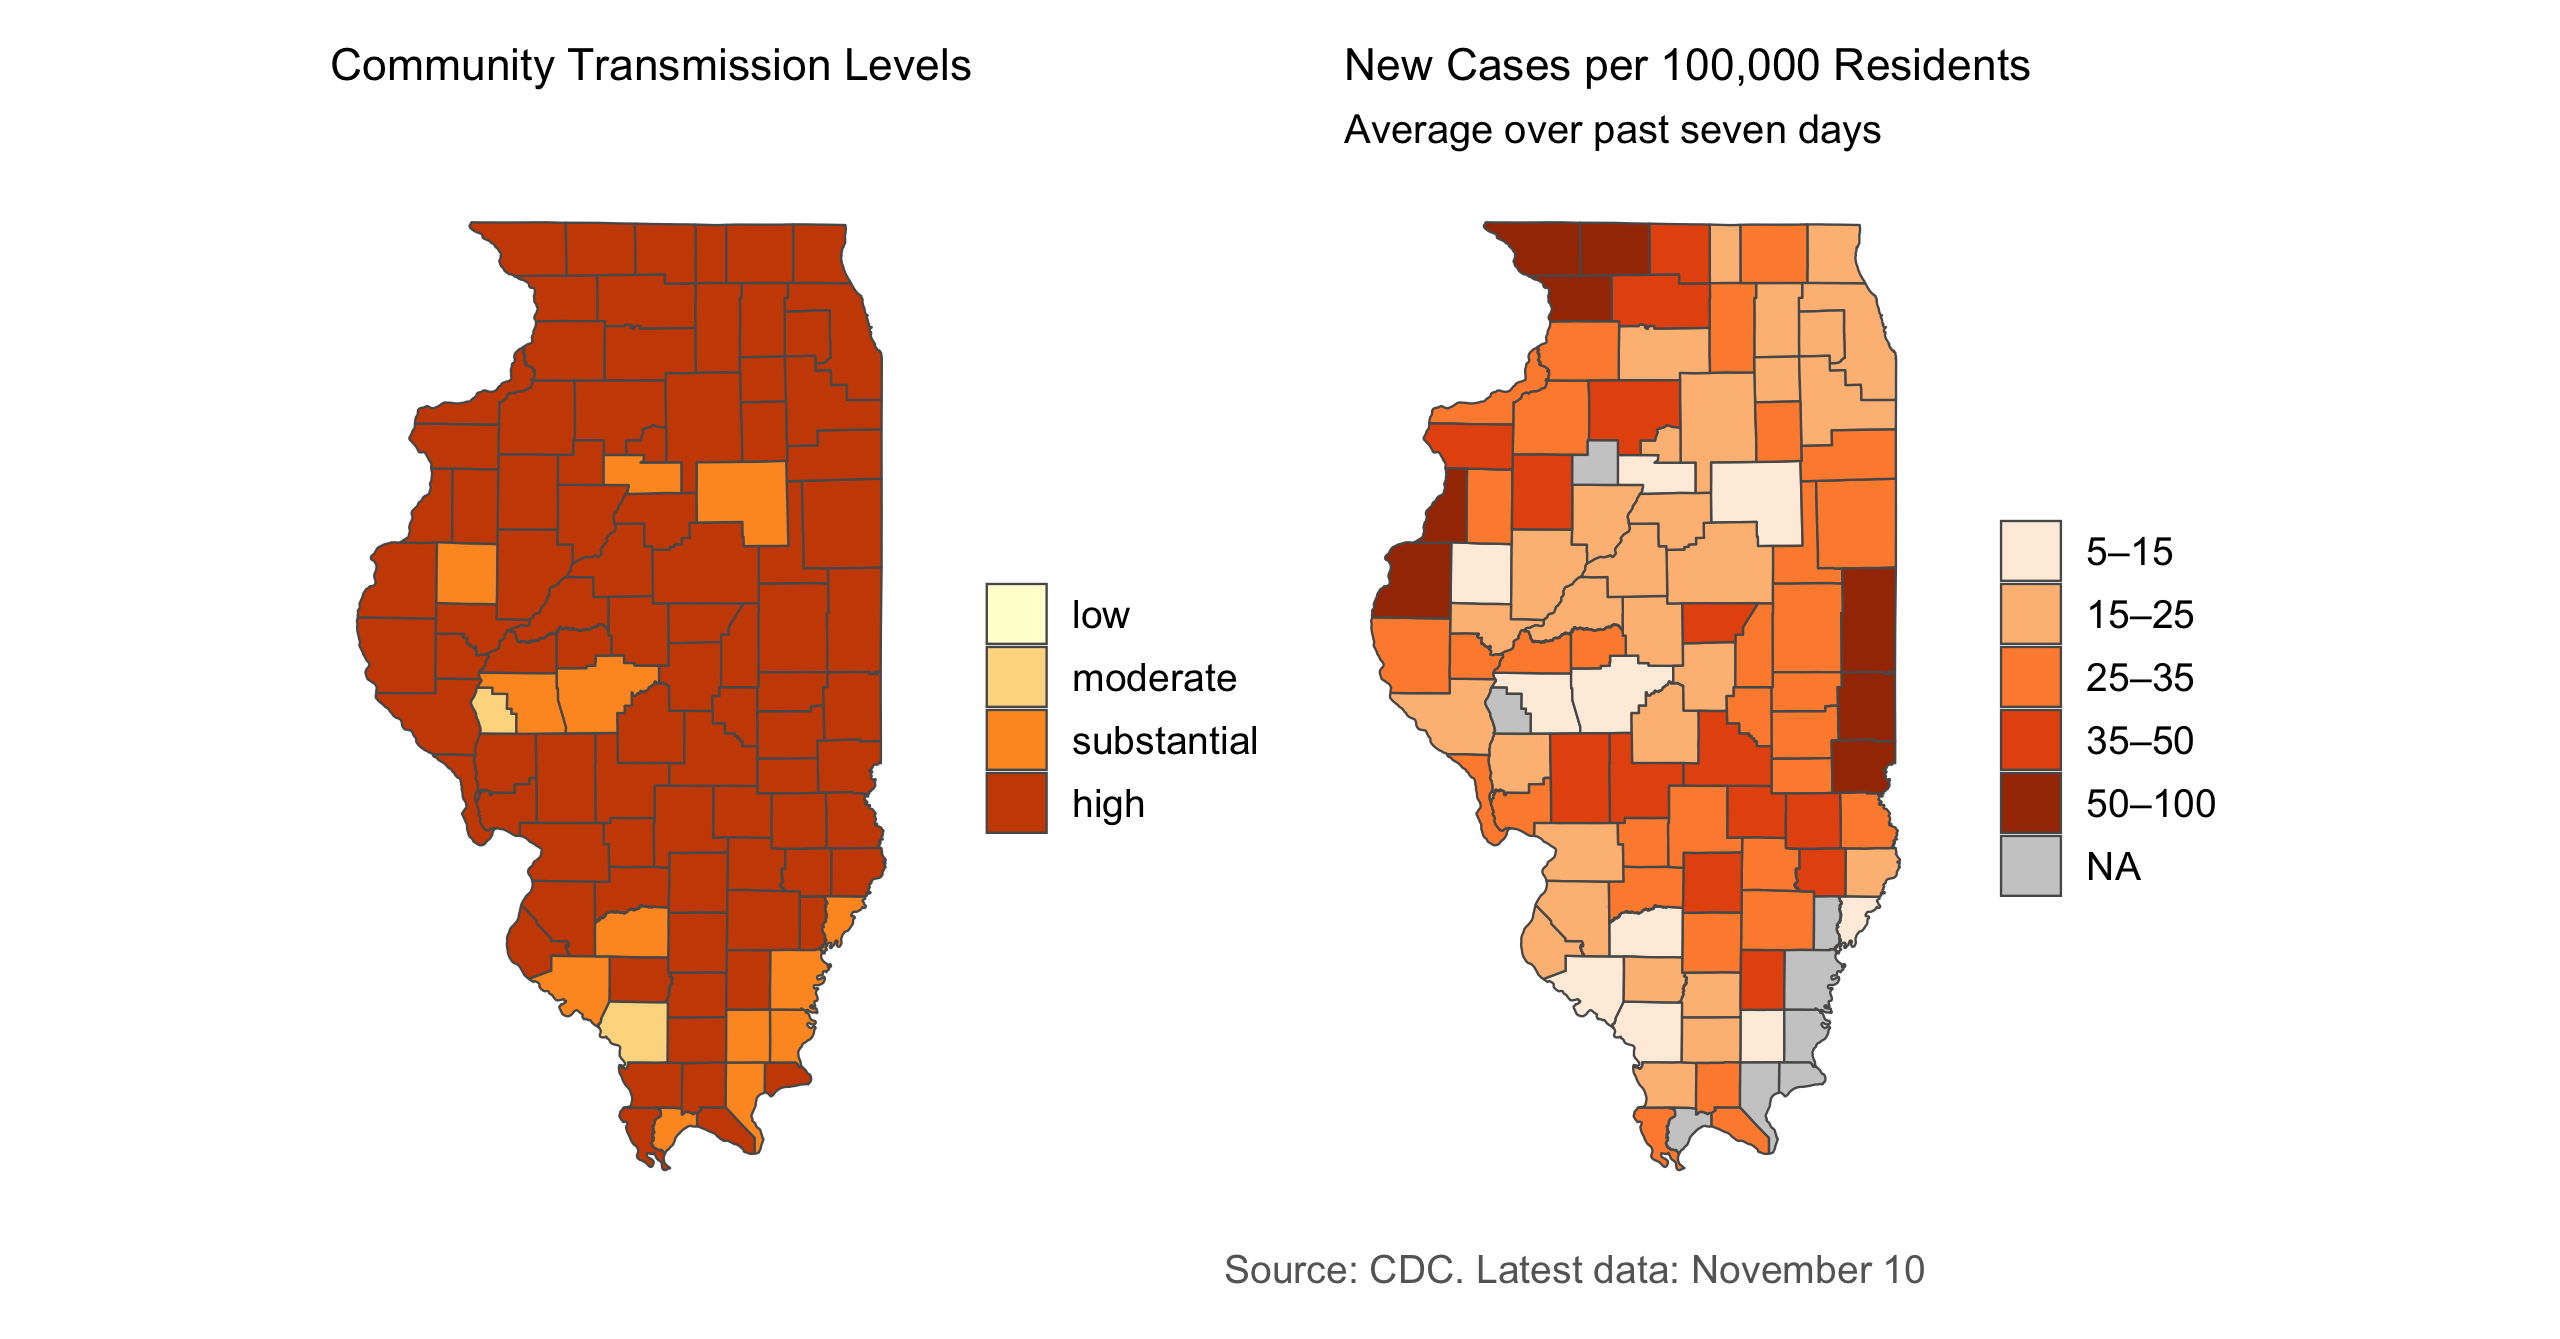 Community Transmission Levels
New Cases per 100,000 Residents
Average over past seven days
low
moderate
substantial
high
5–15
15–25
25–35
35–50
50–100
NA
Source: CDC. Latest data: November 10